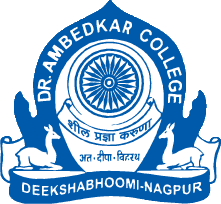 DR. AMBEDKAR COLLEGE
शील प्रज्ञा करुणा
अत्त•दीपा•विहरथ
DEEKSHABHOOMI-NAGPUR